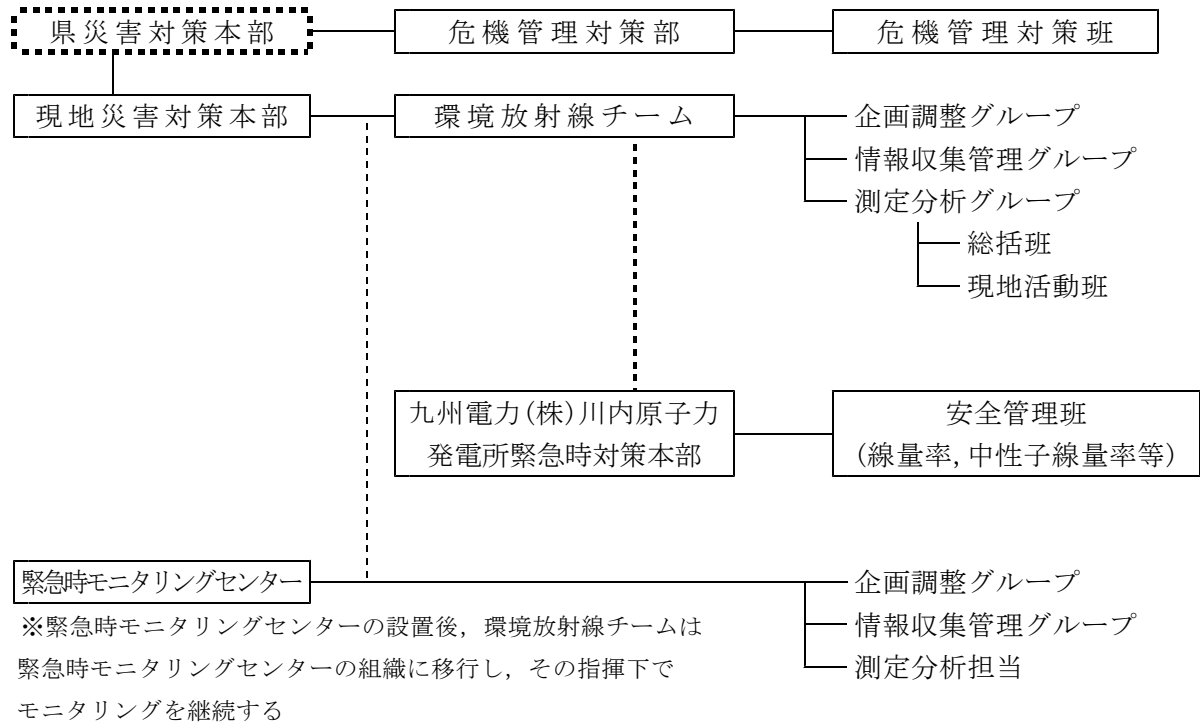 県災害対策本部
危機管理対策部
危機管理対策班
現地災害対策本部
環境放射線チーム
企画調整グループ
情報収集管理グループ
測定分析グループ
総括班
現地活動班
九州電力(株)川内原子力
発電所緊急時対策本部
安全管理班
(線量率,中性子線量率等)
緊急時モニタリングセンター
企画調整グループ
情報収集管理グループ
測定分析担当
※緊急時モニタリングセンターの設置後，環境放射線チームは
緊急時モニタリングセンターの組織に移行し，その指揮下で
モニタリングを継続する